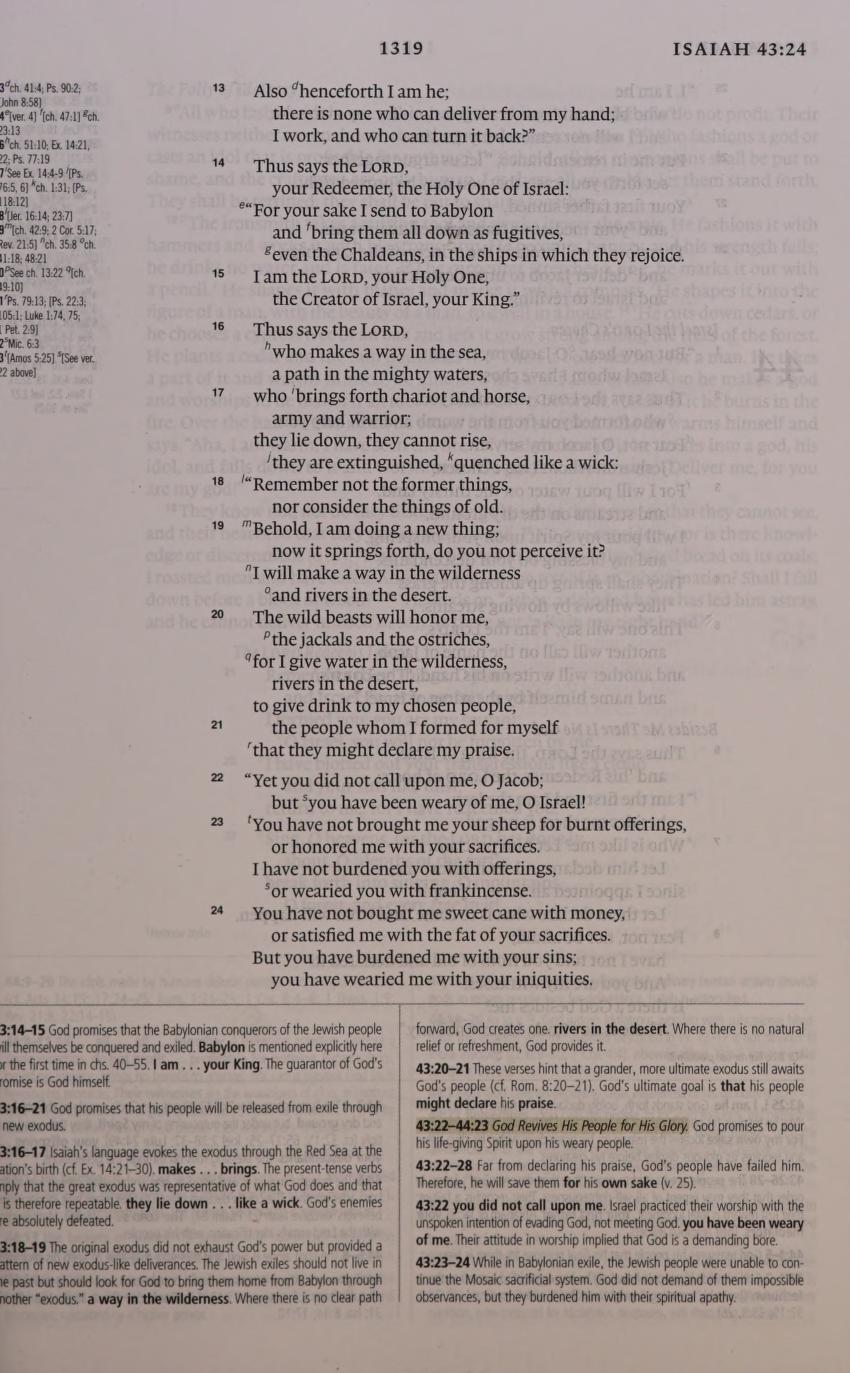 1319
ISAIAH 43:24
3 d ch. 41:4; Ps. 90:2;
John 8:58]
4 e [ver. 4] f [ch. 47:1] g ch.
23:13
6 h ch. 51:10; Ex. 14:21,
22; Ps. 77:19
7 i See Ex. 14:4-9 j [Ps.
76:5, 6] k ch. 1:31; [Ps.
118:12]
8 l [Jer. 16:14; 23:7]
9 m [ch. 42:9; 2 Cor. 5:17;
Rev. 21:5] n ch. 35:8 o ch.
41:18; 48:21
0 p See ch. 13:22 q [ch.
49:10]
1 r Ps. 79:13; [Ps. 22:3;
105:1; Luke 1:74, 75;
1 Pet. 2:9]
2 s Mic. 6:3
3 t [Amos 5:25] s [See ver.
22 above]
13 Also d henceforth I am he;
there is none who can deliver from my hand;
I work, and who can turn it back?”
14 Thus says the LORD,
your Redeemer, the Holy One of Israel:
e “For your sake I send to Babylon
and f bring them all down as fugitives,
g even the Chaldeans, in the ships in which they rejoice.
15 I am the LORD, your Holy One,
the Creator of Israel, your King.”
16 Thus says the LORD,
h who makes a way in the sea,
a path in the mighty waters,
17 who i brings forth chariot and horse,
army and warrior;
they lie down, they cannot rise,
j they are extinguished, k quenched like a wick:
18 l “Remember not the former things,
nor consider the things of old.
19 m Behold, I am doing a new thing;
now it springs forth, do you not perceive it?
n I will make a way in the wilderness
o and rivers in the desert.
20 The wild beasts will honor me,
p the jackals and the ostriches,
q for I give water in the wilderness,
rivers in the desert,
to give drink to my chosen people,
21 the people whom I formed for myself
r that they might declare my praise.
22 “Yet you did not call upon me, O Jacob;
but s you have been weary of me, O Israel!
23 t You have not brought me your sheep for burnt offerings,
or honored me with your sacrifices.
I have not burdened you with offerings,
s or wearied you with frankincense.
24 You have not bought me sweet cane with money,
or satisfied me with the fat of your sacrifices.
But you have burdened me with your sins;
you have wearied me with your iniquities.
3:14–15 God promises that the Babylonian conquerors of the Jewish people
ill themselves be conquered and exiled. Babylon is mentioned explicitly here
or the first time in chs. 40–55. I am . . . your King. The guarantor of God's
romise is God himself.
3:16–21 God promises that his people will be released from exile through
new exodus.
3:16–17 Isaiah's language evokes the exodus through the Red Sea at the
ation's birth (cf. Ex. 14:21–30). makes . . . brings. The present-tense verbs
mply that the great exodus was representative of what God does and that
is therefore repeatable. they lie down . . . like a wick. God's enemies
re absolutely defeated.
3:18–19 The original exodus did not exhaust God's power but provided a
attern of new exodus-like deliverances. The Jewish exiles should not live in
he past but should look for God to bring them home from Babylon through
nother “exodus.” a way in the wilderness. Where there is no clear path
forward, God creates one. rivers in the desert. Where there is no natural
relief or refreshment, God provides it.
43:20–21 These verses hint that a grander, more ultimate exodus still awaits
God's people (cf. Rom. 8:20–21). God's ultimate goal is that his people
might declare his praise.
43:22–44:23 God Revives His People for His Glory. God promises to pour
his life-giving Spirit upon his weary people.
43:22–28 Far from declaring his praise, God's people have failed him.
Therefore, he will save them for his own sake (v. 25).
43:22 you did not call upon me. Israel practiced their worship with the
unspoken intention of evading God, not meeting God. you have been weary
of me. Their attitude in worship implied that God is a demanding bore.
43:23–24 While in Babylonian exile, the Jewish people were unable to con-
tinue the Mosaic sacrificial system. God did not demand of them impossible
observances, but they burdened him with their spiritual apathy.